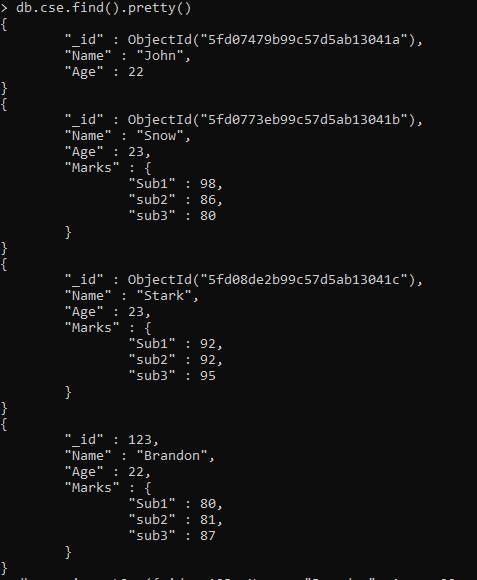 > db.cse.find().pretty()
{
        "_id" : ObjectId("5fd07479b99c57d5ab13041a"),
        "Name" : "John",
        "Age" : 22
}
{
        "_id" : ObjectId("5fd0773eb99c57d5ab13041b"),
        "Name" : "Snow",
        "Age" : 23,
        "Marks" : {
                "Sub1" : 98,
                "sub2" : 86,
                "sub3" : 80
        }
}
{
        "_id" : ObjectId("5fd08de2b99c57d5ab13041c"),
        "Name" : "Stark",
        "Age" : 23,
        "Marks" : {
                "Sub1" : 92,
                "sub2" : 92,
                "sub3" : 95
        }
}
{
        "_id" : 123,
        "Name" : "Brandon",
        "Age" : 22,
        "Marks" : {
                "Sub1" : 80,
                "sub2" : 81,
                "sub3" : 87
        }
}